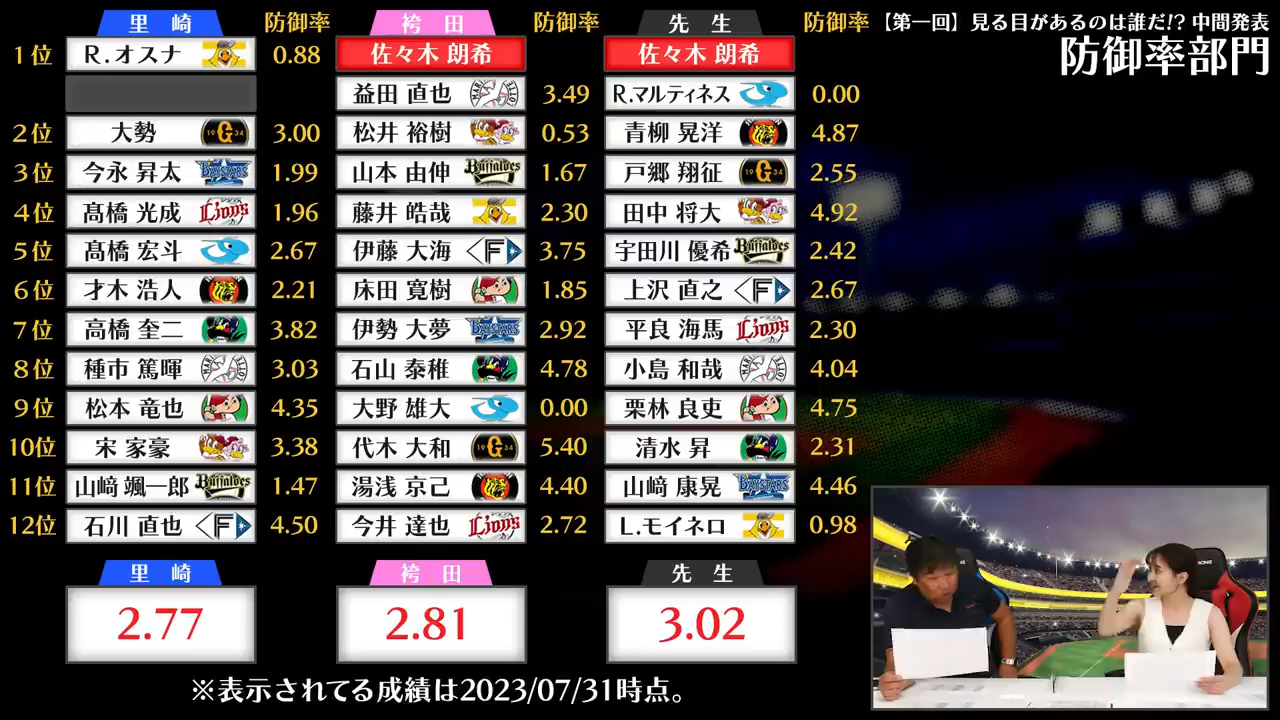 里崎 防御率 袴田 防御率 先生 防御率 【第一回】見る目があるのは誰だ!? 中間発表
防御率部門
1位 R.オスナ 0.88 佐々木 朗希 佐々木 朗希
益田 直也 3.49 R.マルティネス 0.00
2位 大勢 3.00 松井 裕樹 0.53 青柳 晃洋 4.87
3位 今永 昇太 1.99 山本 由伸 1.67 戸郷 翔征 2.55
4位 髙橋 光成 1.96 藤井 皓哉 2.30 田中 将大 4.92
5位 髙橋 宏斗 2.67 伊藤 大海 3.75 宇田川 優希 2.42
6位 才木 浩人 2.21 床田 寛樹 1.85 上沢 直之 2.67
7位 高橋 奎二 3.82 伊勢 大夢 2.92 平良 海馬 2.30
8位 種市 篤暉 3.03 石山 泰稚 4.78 小島 和哉 4.04
9位 松本 竜也 4.35 大野 雄大 0.00 栗林 良吏 4.75
10位 宋 家豪 3.38 代木 大和 5.40 清水 昇 2.31
11位 山﨑 颯一郎 1.47 湯浅 京己 4.40 山﨑 康晃 4.46
12位 石川 直也 4.50 今井 達也 2.72 L.モイネロ 0.98
里崎 袴田 先生
2.77 2.81 3.02
※表示されてる成績は2023/07/31時点。